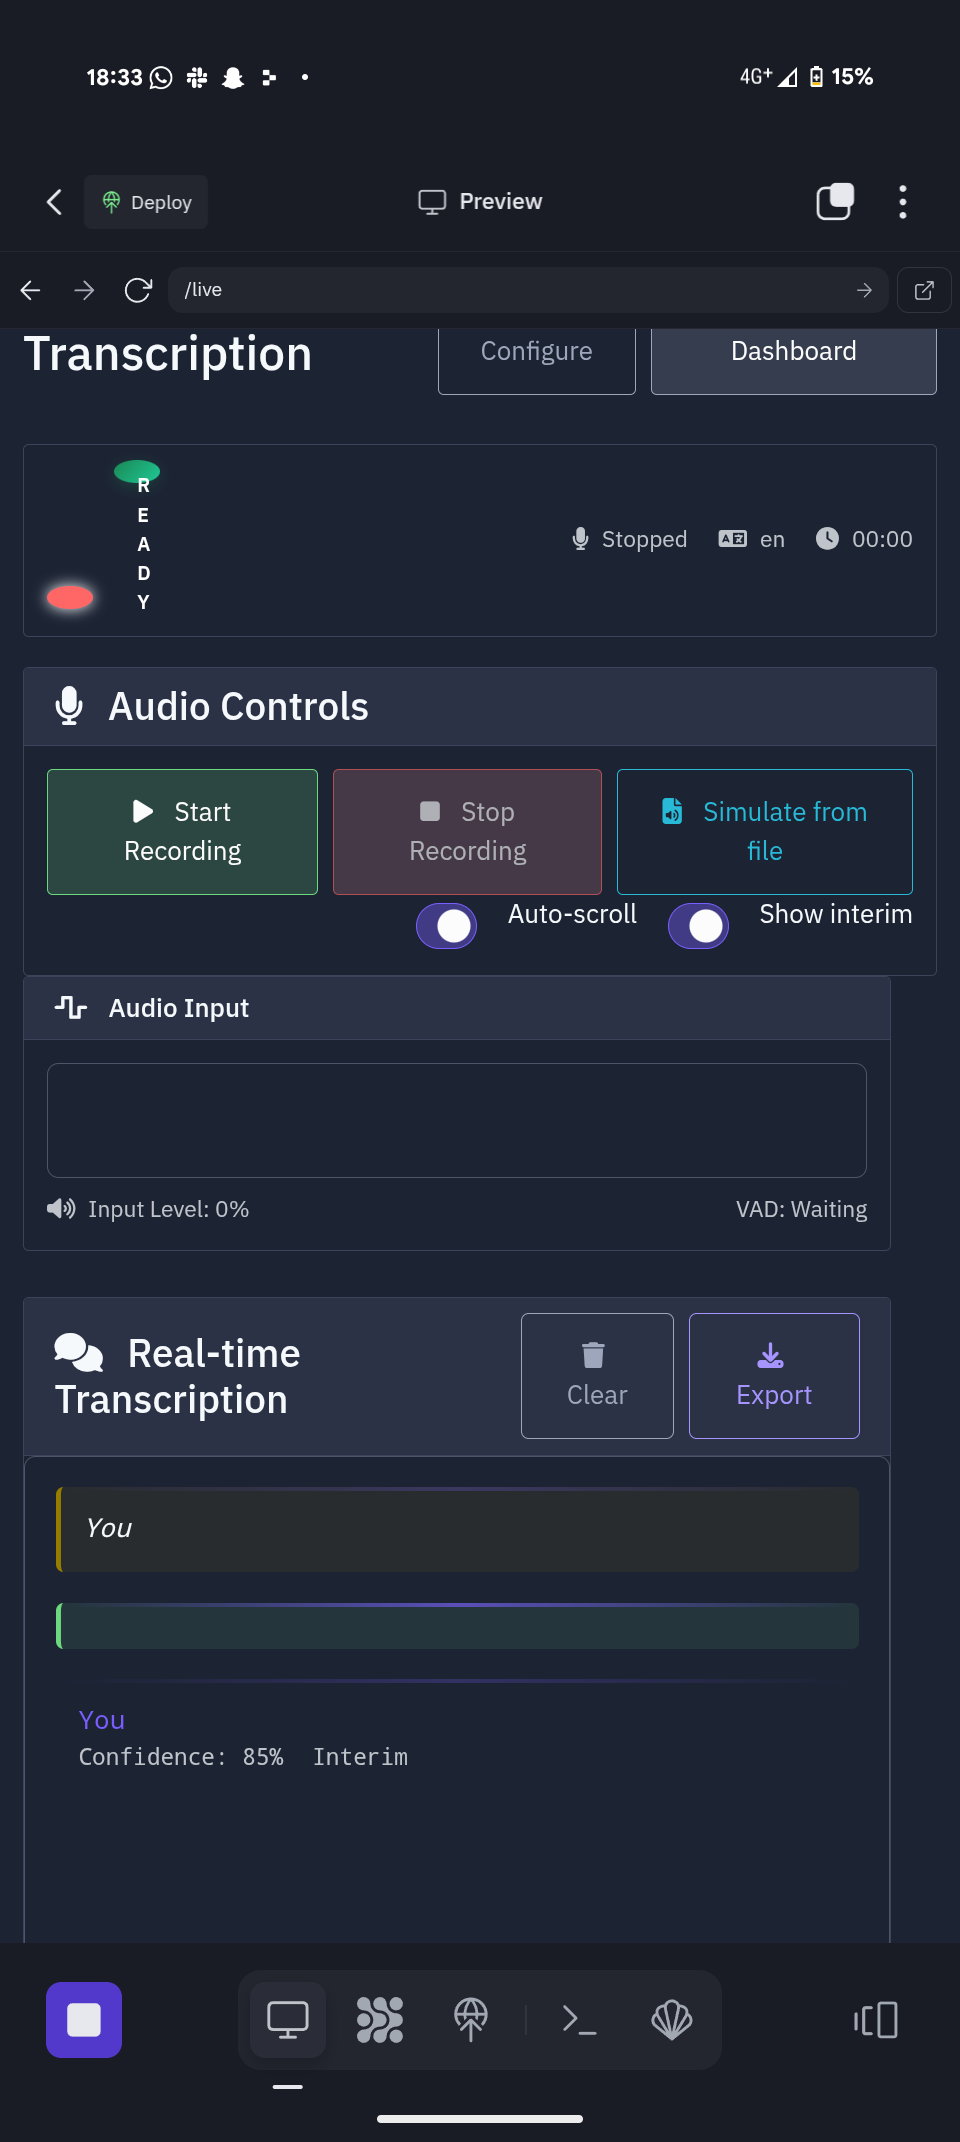 18:33
4G+ 15%
Deploy
Preview
/live
Transcription
Configure
Dashboard
READY
Stopped
en
00:00
Audio Controls
Start
Recording
Stop
Recording
Simulate from
file
Auto-scroll
Show interim
Audio Input
Input Level: 0%
VAD: Waiting
Real-time
Transcription
Clear
Export
You
You
Confidence: 85% Interim